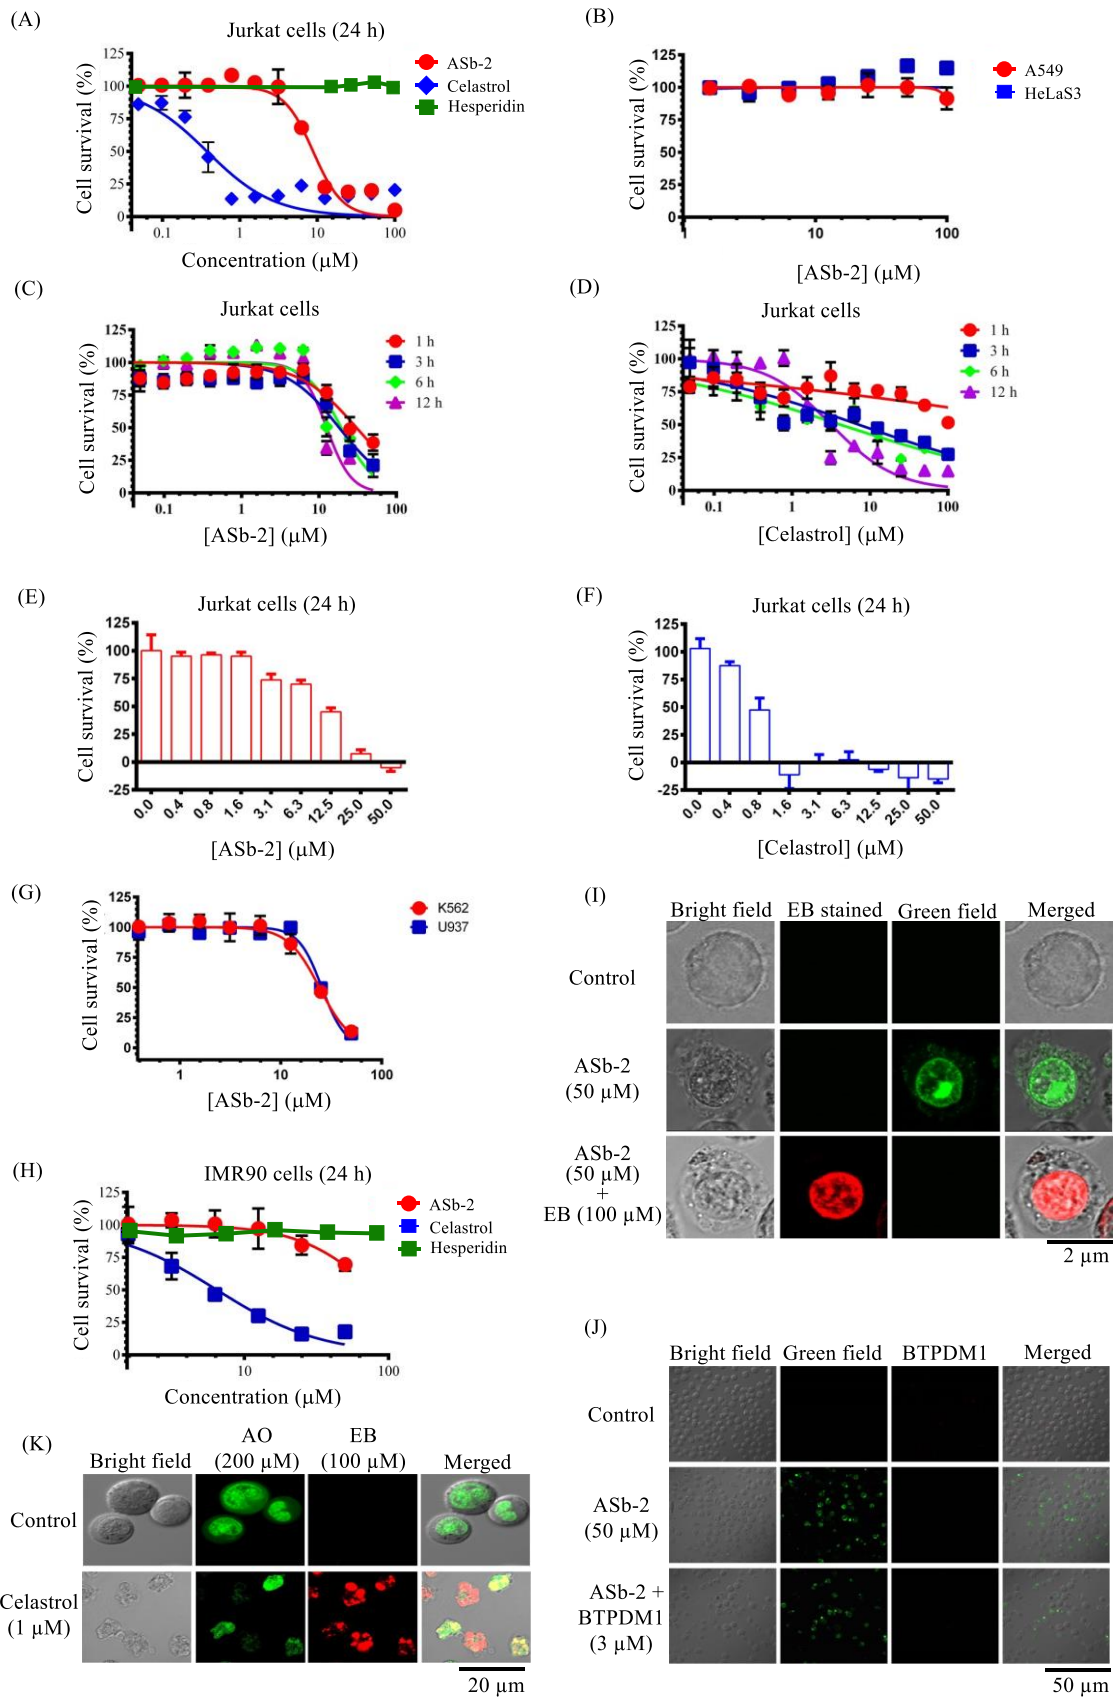 (A)
Jurkat cells (24 h)
Cell survival (%)
125
100
75
50
25
0
0.1
1
10
100
Concentration (µM)
ASb-2
Celastrol
Hesperidin
(B)
Cell survival (%)
125
100
75
50
25
0
1
10
100
[ASb-2] (µM)
A549
HeLaS3
(C)
Jurkat cells
Cell survival (%)
125
100
75
50
25
0
0.1
1
10
100
[ASb-2] (µM)
1 h
3 h
6 h
12 h
(D)
Jurkat cells
Cell survival (%)
125
100
75
50
25
0
0.1
1
10
100
[Celastrol] (µM)
1 h
3 h
6 h
12 h
(E)
Jurkat cells (24 h)
Cell survival (%)
125
100
75
50
25
0
-25
0.0
0.4
0.8
1.6
3.1
6.3
12.5
25.0
50.0
[ASb-2] (µM)
(F)
Jurkat cells (24 h)
Cell survival (%)
125
100
75
50
25
0
-25
0.0
0.4
0.8
1.6
3.1
6.3
12.5
25.0
50.0
[Celastrol] (µM)
(G)
Cell survival (%)
125
100
75
50
25
0
1
10
100
[ASb-2] (µM)
K562
U937
(H)
IMR90 cells (24 h)
Cell survival (%)
125
100
75
50
25
0
10
100
Concentration (µM)
ASb-2
Celastrol
Hesperidin
(I)
Bright field EB stained Green field Merged
Control
ASb-2
(50 µM)
ASb-2
(50 µM)
+
EB (100 µM)
2 µm
(J)
Bright field Green field BTPDM1 Merged
Control
ASb-2
(50 µM)
ASb-2 +
BTPDM1
(3 µM)
50 µm
(K)
Bright field
AO
(200 µM)
EB
(100 µM)
Merged
Control
Celastrol
(1 µM)
20 µm